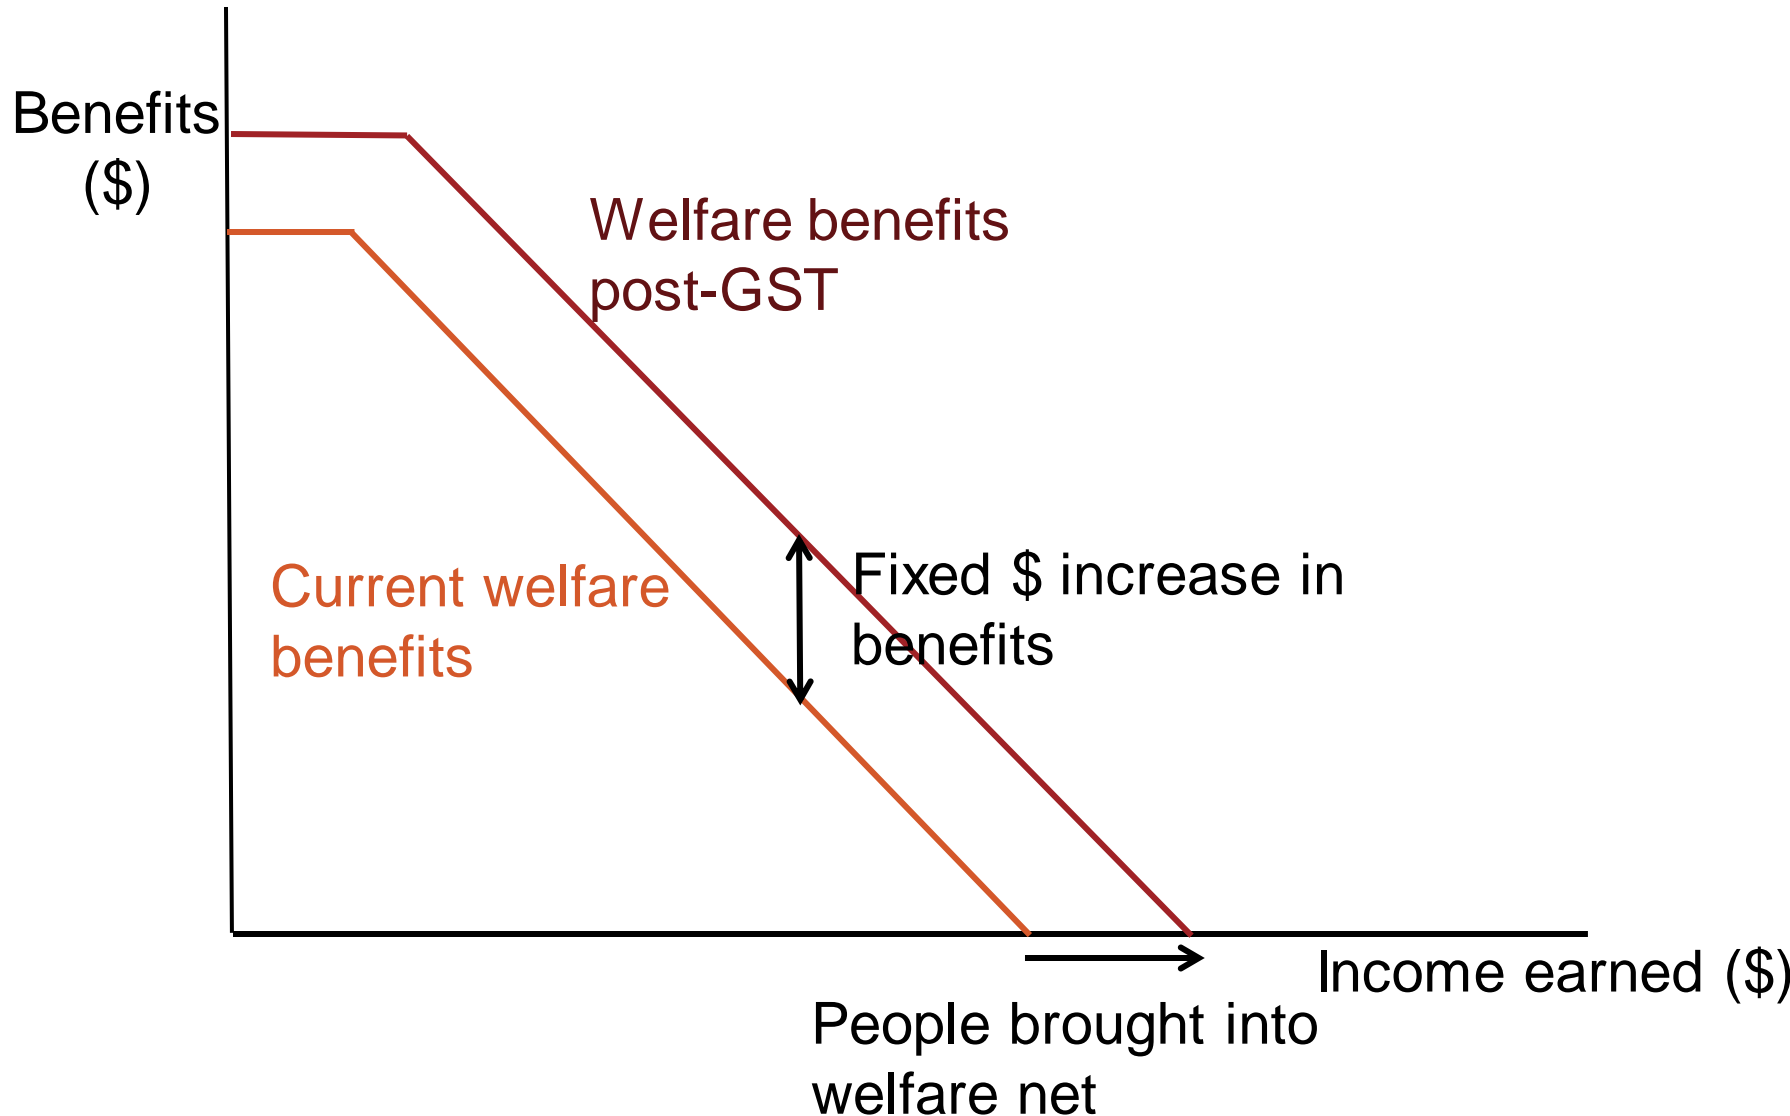 Benefits
($)
Welfare benefits
post-GST
Current welfare
benefits
Fixed $ increase in
benefits
Income earned ($)
People brought into
welfare net